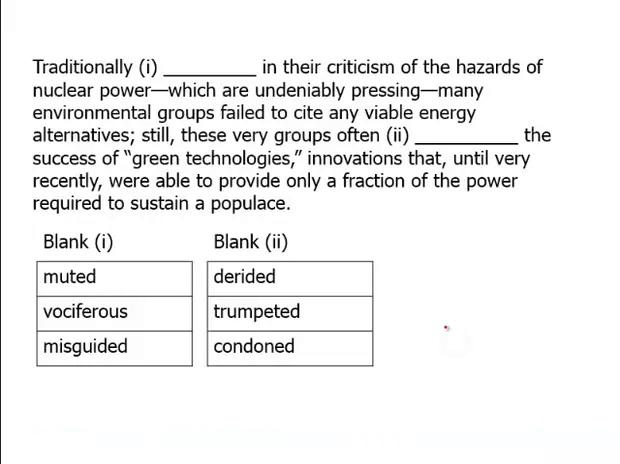 Traditionally (i) __________ in their criticism of the hazards of
nuclear power—which are undeniably pressing—many
environmental groups failed to cite any viable energy
alternatives; still, these very groups often (ii) ___________ the
success of “green technologies,” innovations that, until very
recently, were able to provide only a fraction of the power
required to sustain a populace.
Blank (i) Blank (ii)
muted derided
vociferous trumpeted
misguided condoned